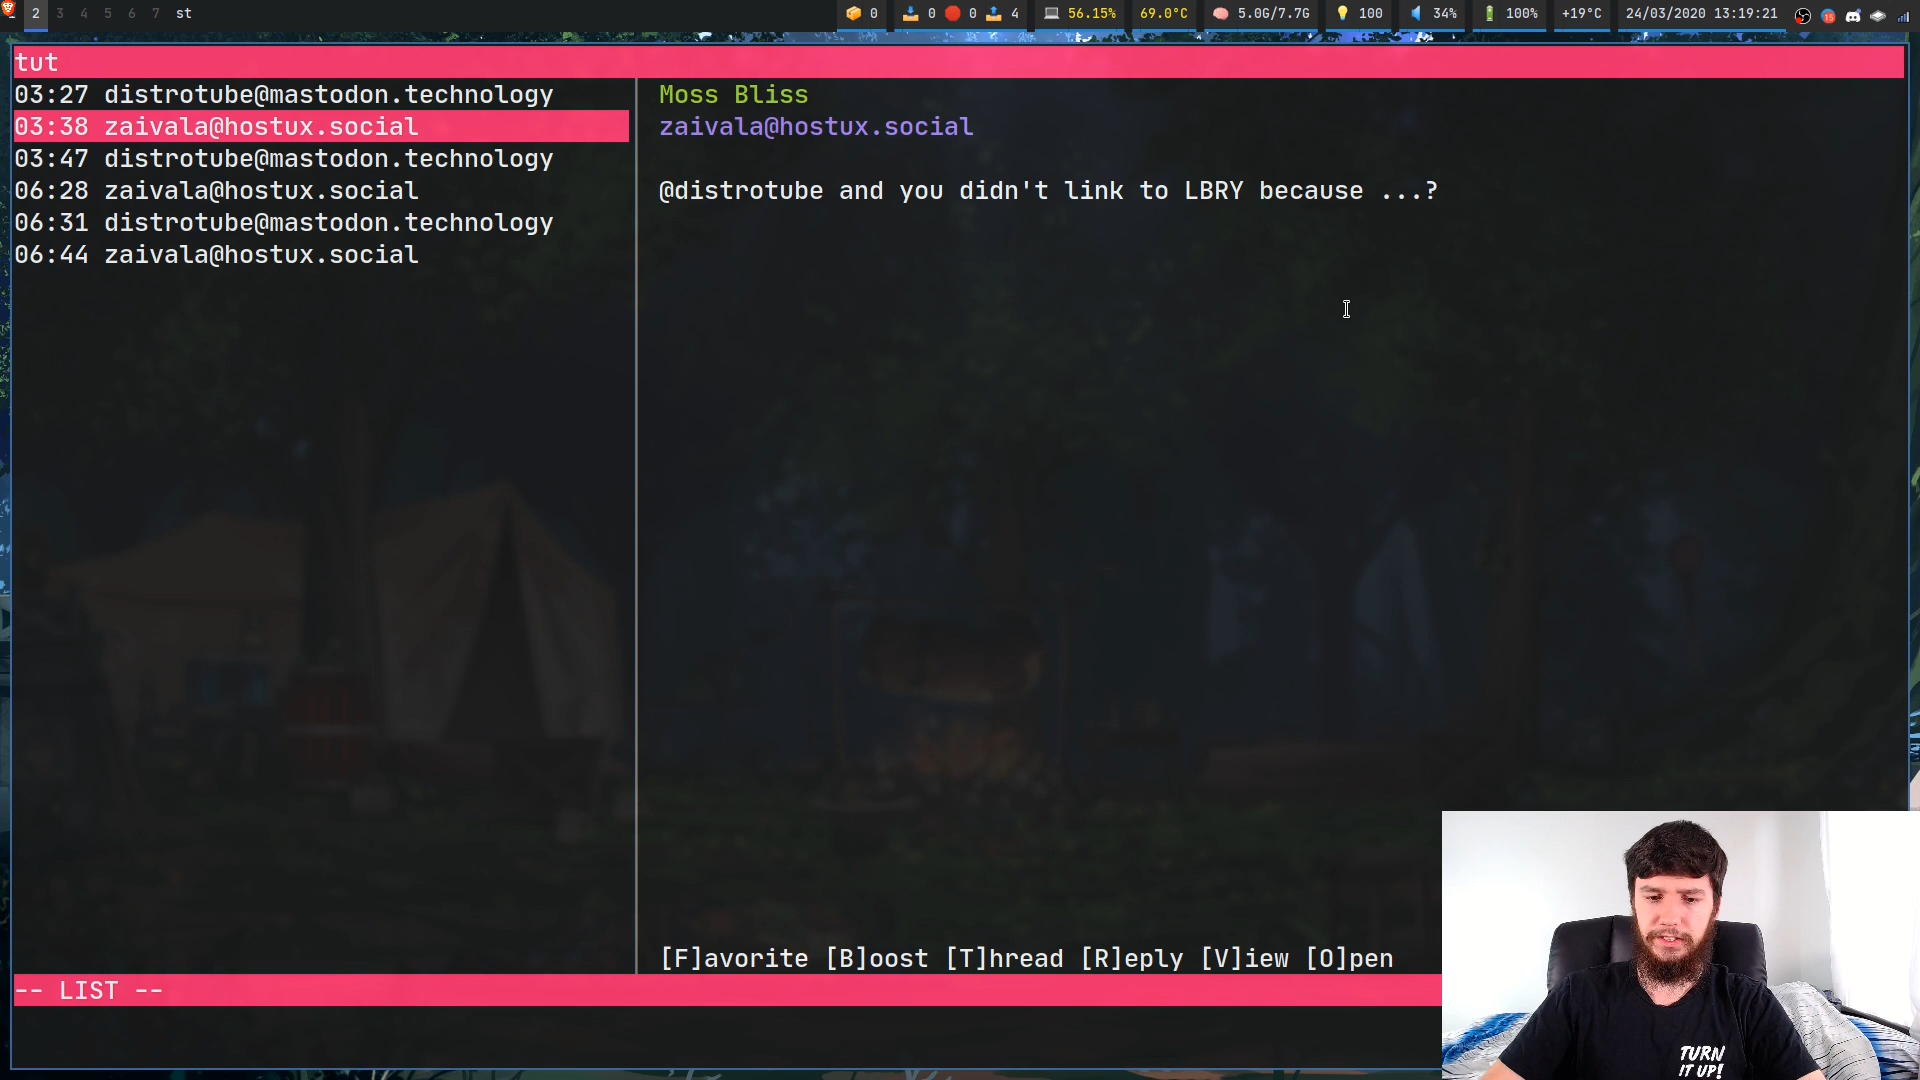 2 3 4 5 6 7 st 0 0 0 4 56.15% 69.0°C 5.0G/7.7G 100 34% 100% +19°C 24/03/2020 13:19:21 15
tut
03:27 distrotube@mastodon.technology
03:38 zaivala@hostux.social
03:47 distrotube@mastodon.technology
06:28 zaivala@hostux.social
06:31 distrotube@mastodon.technology
06:44 zaivala@hostux.social
Moss Bliss
zaivala@hostux.social
@distrotube and you didn't link to LBRY because ...?
[F]avorite [B]oost [T]hread [R]eply [V]iew [O]pen
-- LIST --
TURN
IT UP!